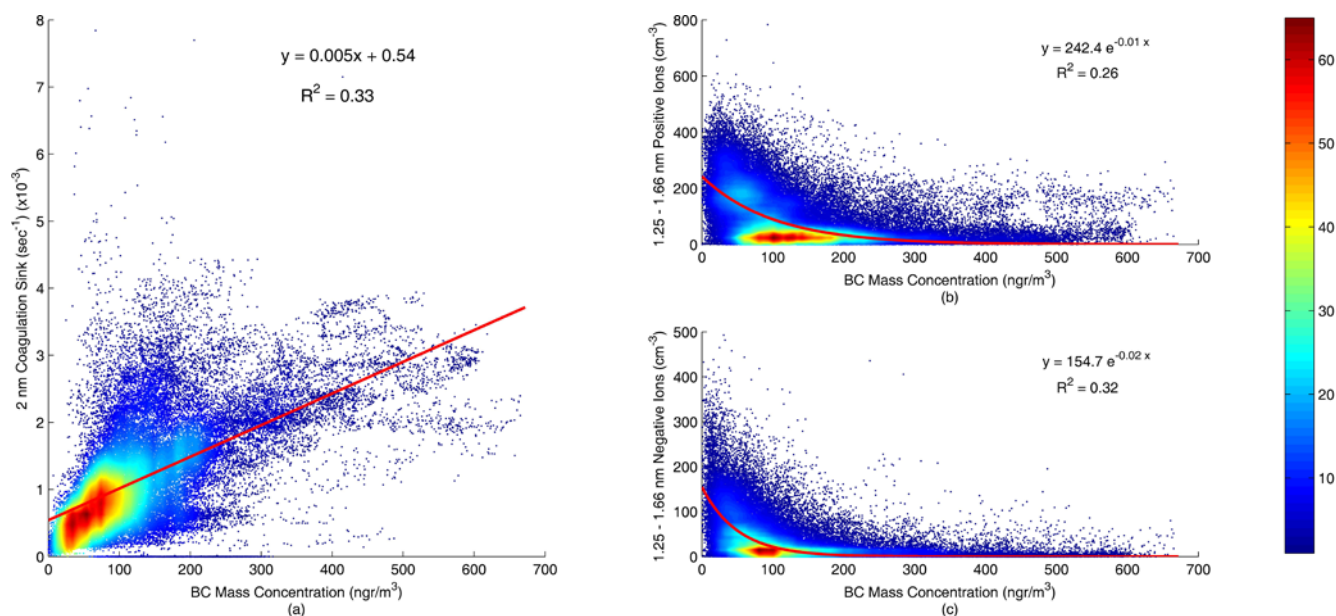 y = 0.005x + 0.54
R² = 0.33
2 nm Coagulation Sink (sec⁻¹) (x10⁻³)
8
7
6
5
4
3
2
1
0
0 100 200 300 400 500 600 700
BC Mass Concentration (ngr/m³)
(a)
y = 242.4 e⁻⁰·⁰¹ ˣ
R² = 0.26
1.25 - 1.66 nm Positive Ions (cm⁻³)
800
600
400
200
0
0 100 200 300 400 500 600 700
BC Mass Concentration (ngr/m³)
(b)
y = 154.7 e⁻⁰·⁰² ˣ
R² = 0.32
1.25 - 1.66 nm Negative Ions (cm⁻³)
500
400
300
200
100
0
0 100 200 300 400 500 600 700
BC Mass Concentration (ngr/m³)
(c)
60
50
40
30
20
10